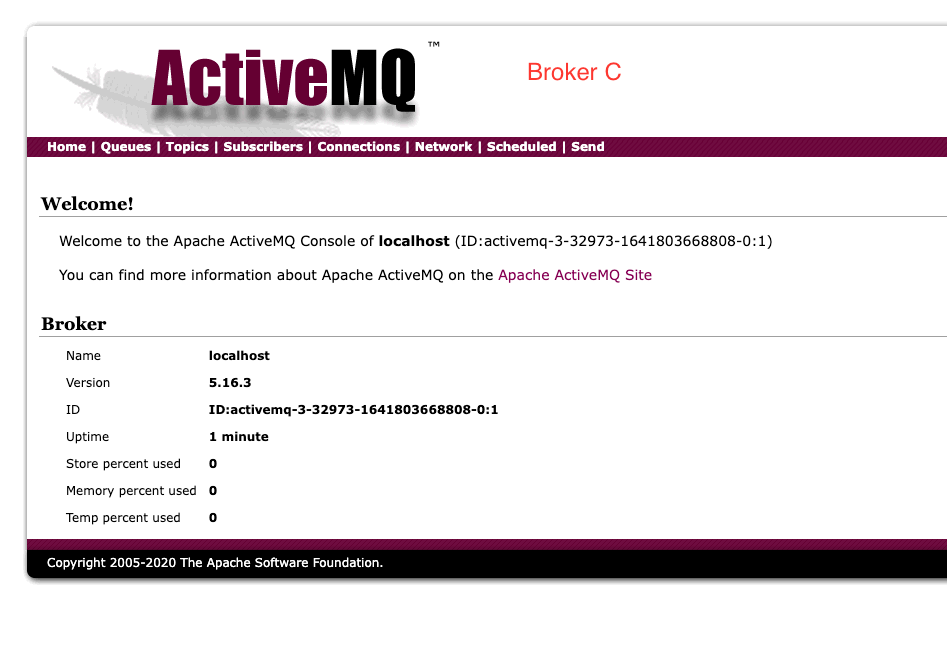 ActiveMQ ™
Broker C
Home | Queues | Topics | Subscribers | Connections | Network | Scheduled | Send
Welcome!
Welcome to the Apache ActiveMQ Console of localhost (ID:activemq-3-32973-1641803668808-0:1)
You can find more information about Apache ActiveMQ on the Apache ActiveMQ Site
Broker
Name localhost
Version 5.16.3
ID ID:activemq-3-32973-1641803668808-0:1
Uptime 1 minute
Store percent used 0
Memory percent used 0
Temp percent used 0
Copyright 2005-2020 The Apache Software Foundation.